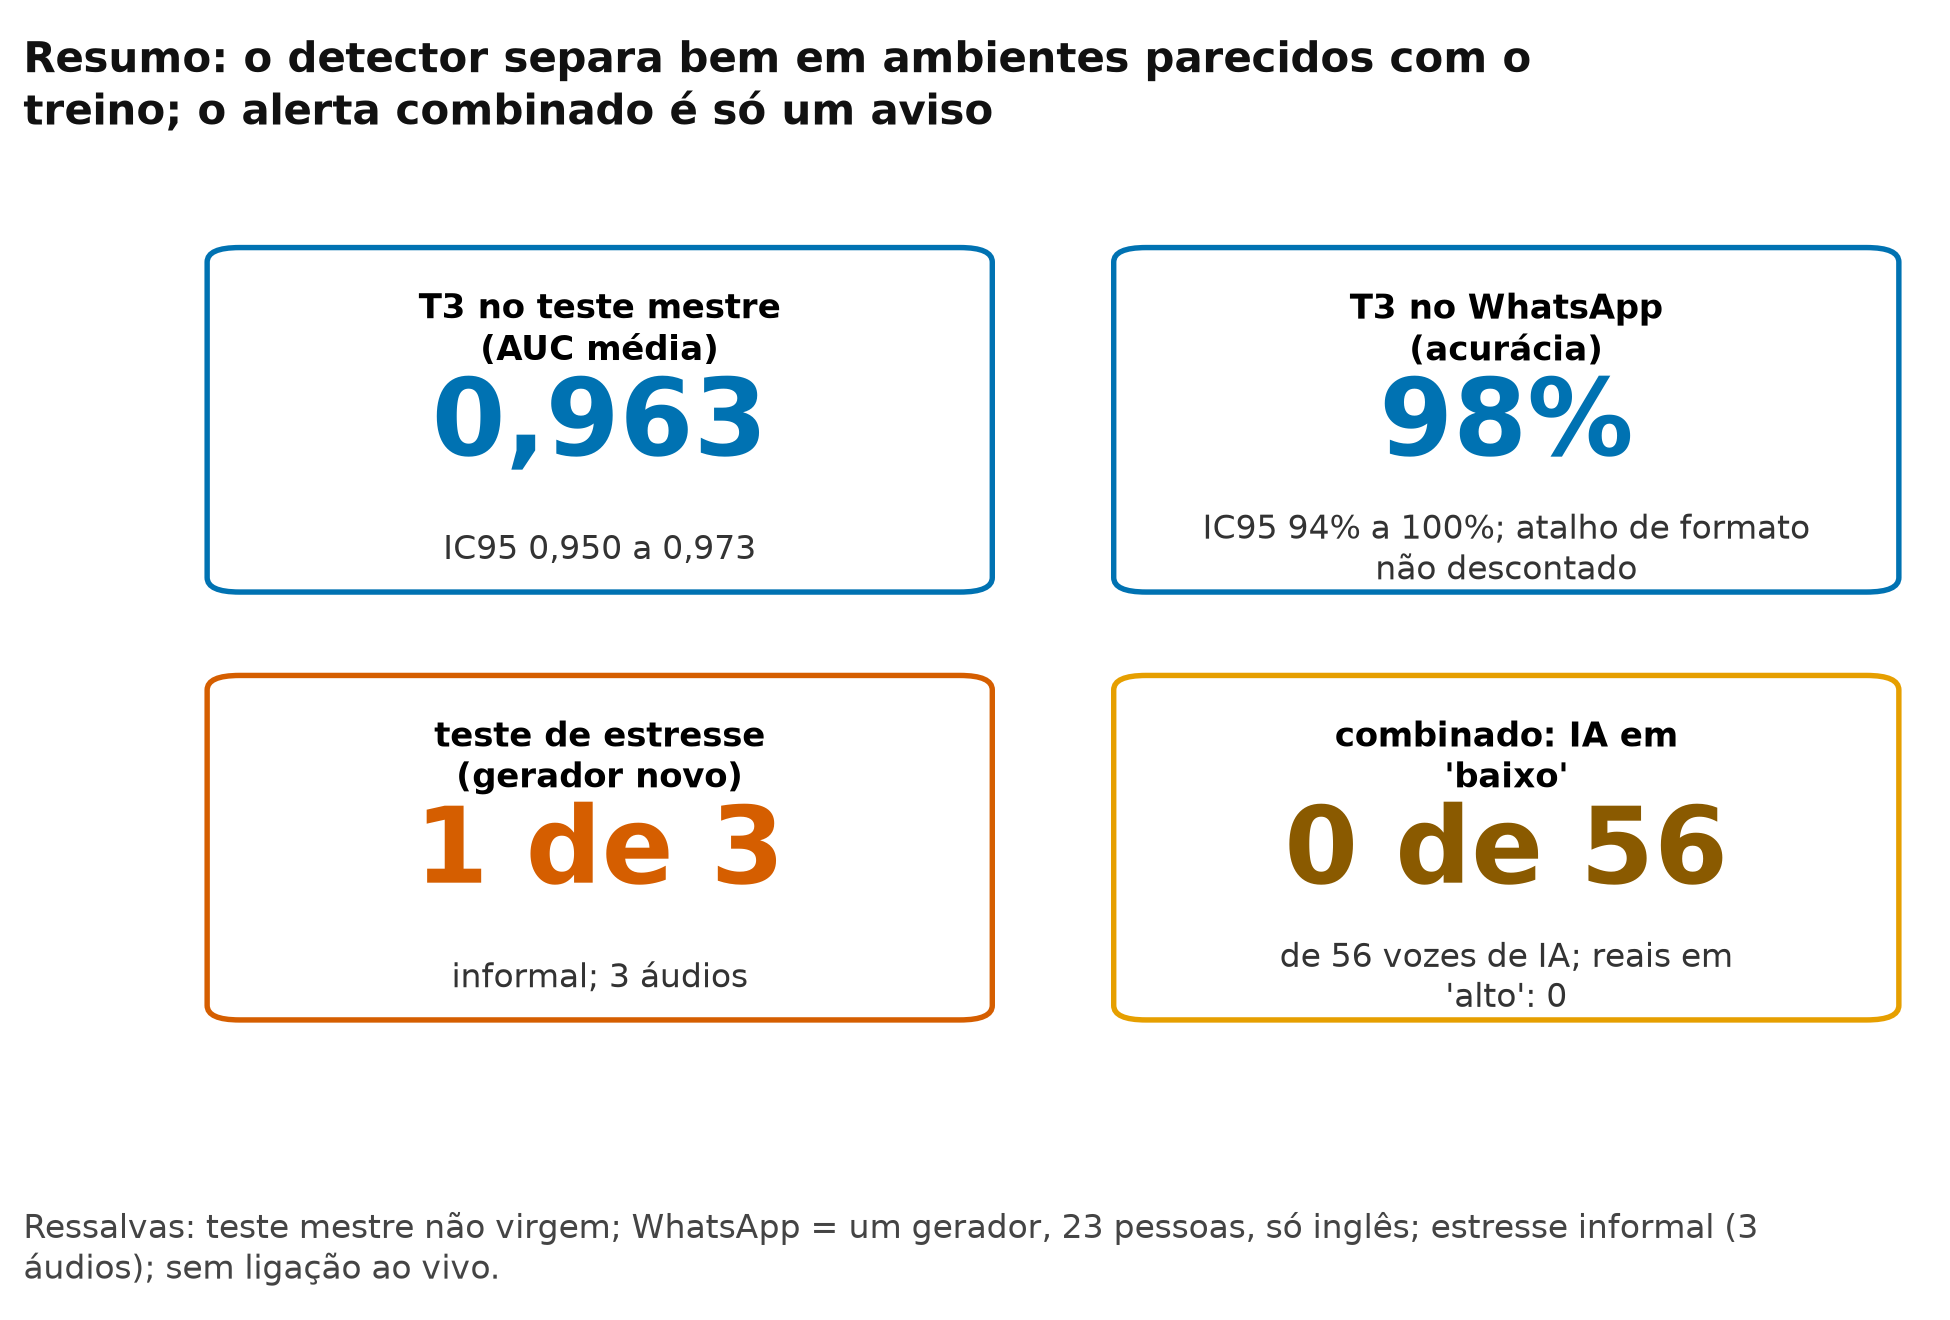 Resumo: o detector separa bem em ambientes parecidos com o
treino; o alerta combinado é só um aviso
T3 no teste mestre
(AUC média)
0,963
IC95 0,950 a 0,973
T3 no WhatsApp
(acurácia)
98%
IC95 94% a 100%; atalho de formato
não descontado
teste de estresse
(gerador novo)
1 de 3
informal; 3 áudios
combinado: IA em
'baixo'
0 de 56
de 56 vozes de IA; reais em
'alto': 0
Ressalvas: teste mestre não virgem; WhatsApp = um gerador, 23 pessoas, só inglês; estresse informal (3
áudios); sem ligação ao vivo.